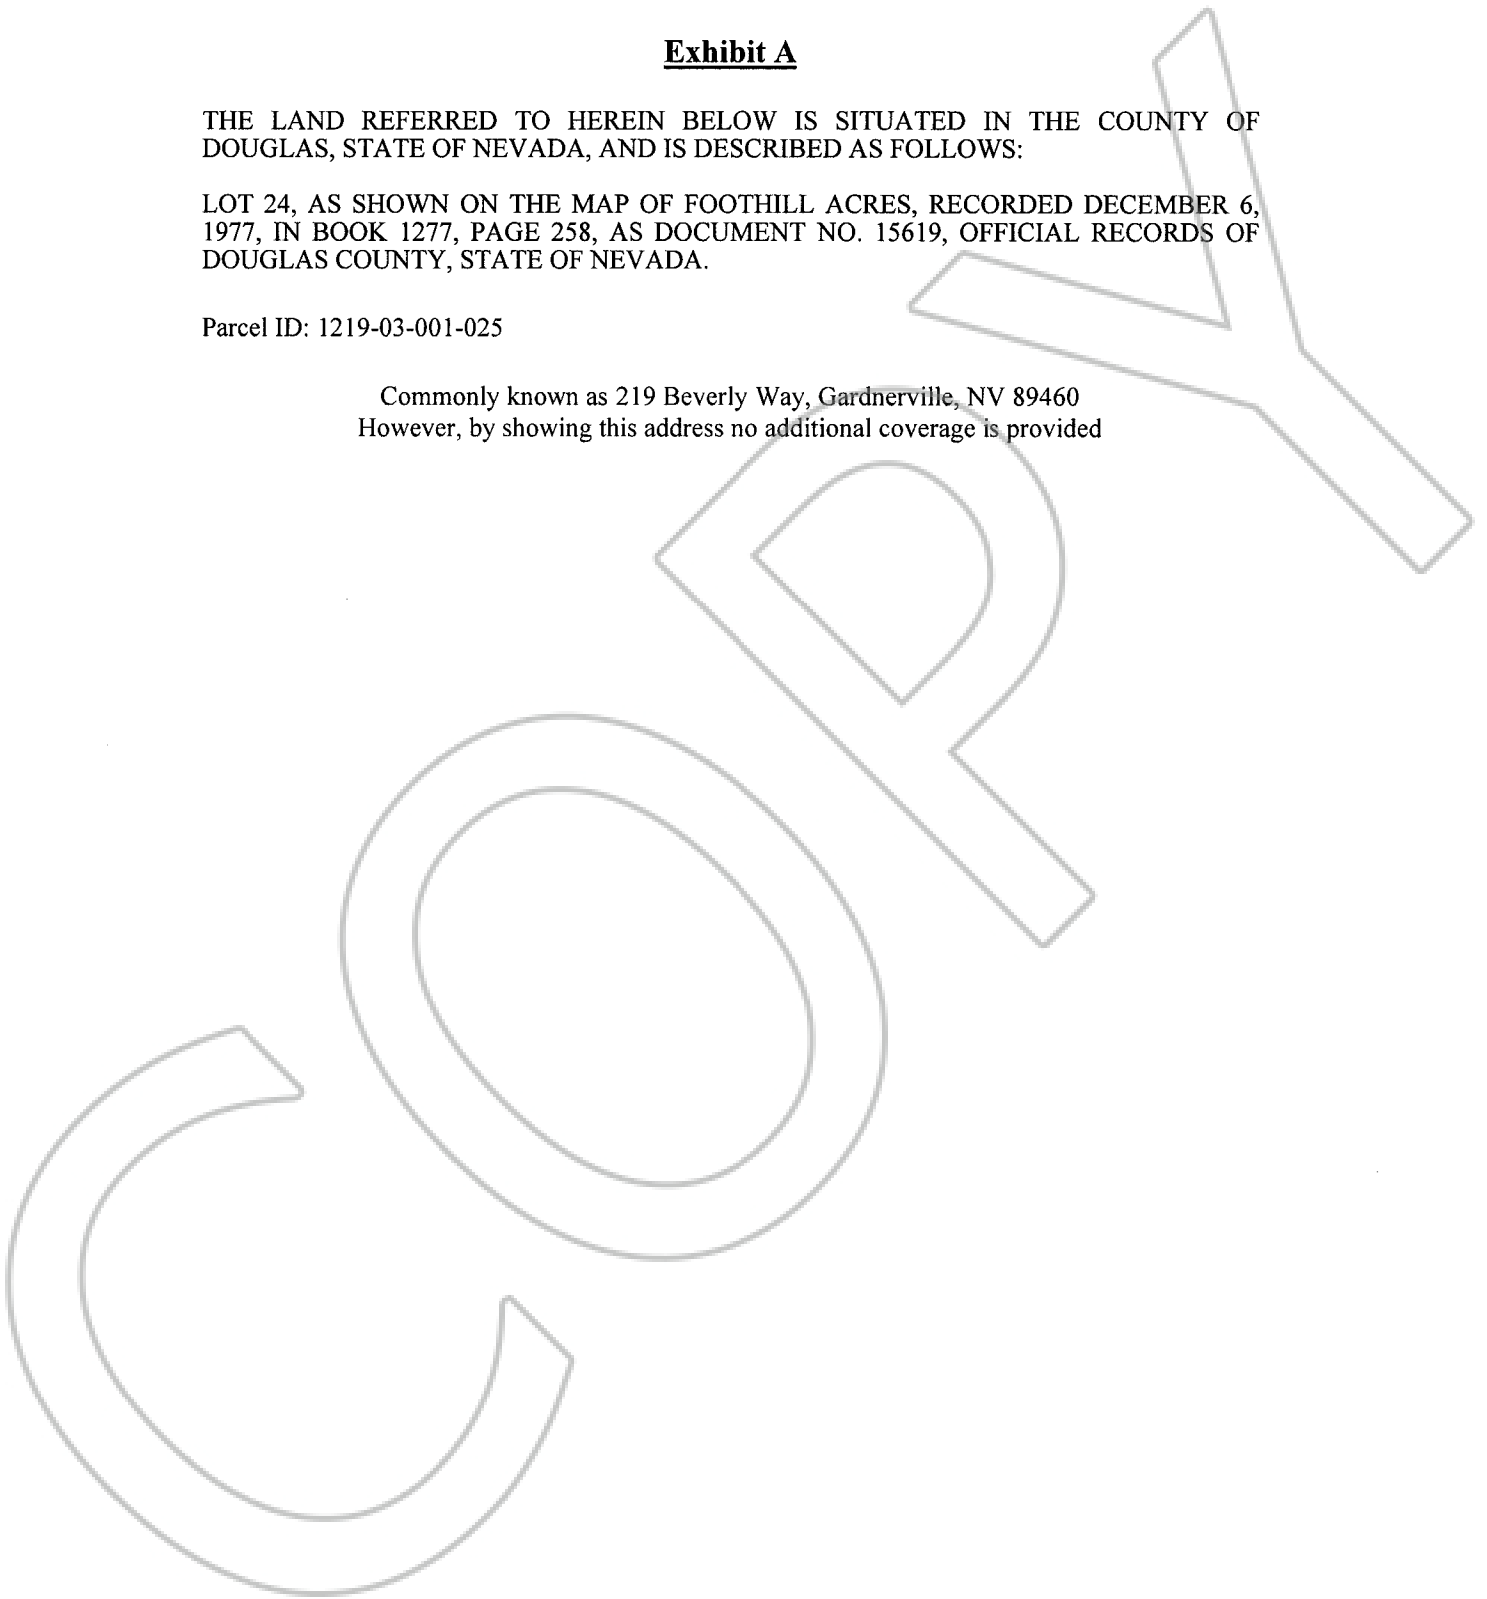 Exhibit A
THE LAND REFERRED TO HEREIN BELOW IS SITUATED IN THE COUNTY OF
DOUGLAS, STATE OF NEVADA, AND IS DESCRIBED AS FOLLOWS:
LOT 24, AS SHOWN ON THE MAP OF FOOTHILL ACRES, RECORDED DECEMBER 6,
1977, IN BOOK 1277, PAGE 258, AS DOCUMENT NO. 15619, OFFICIAL RECORDS OF
DOUGLAS COUNTY, STATE OF NEVADA.
Parcel ID: 1219-03-001-025
Commonly known as 219 Beverly Way, Gardnerville, NV 89460
However, by showing this address no additional coverage is provided
COPY